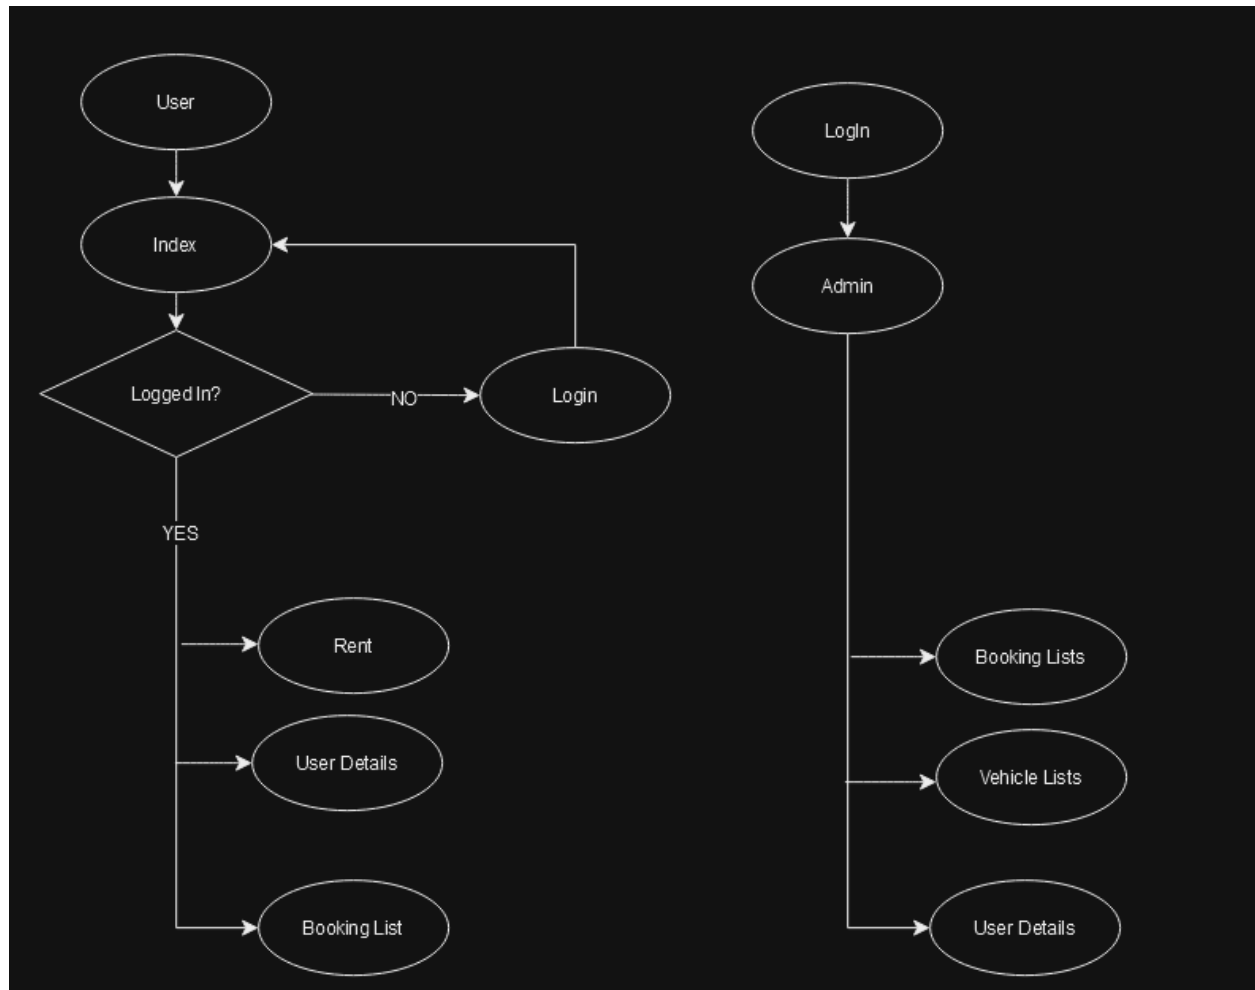 User
Index
Logged In?
NO
Login
YES
Rent
User Details
Booking List
LogIn
Admin
Booking Lists
Vehicle Lists
User Details